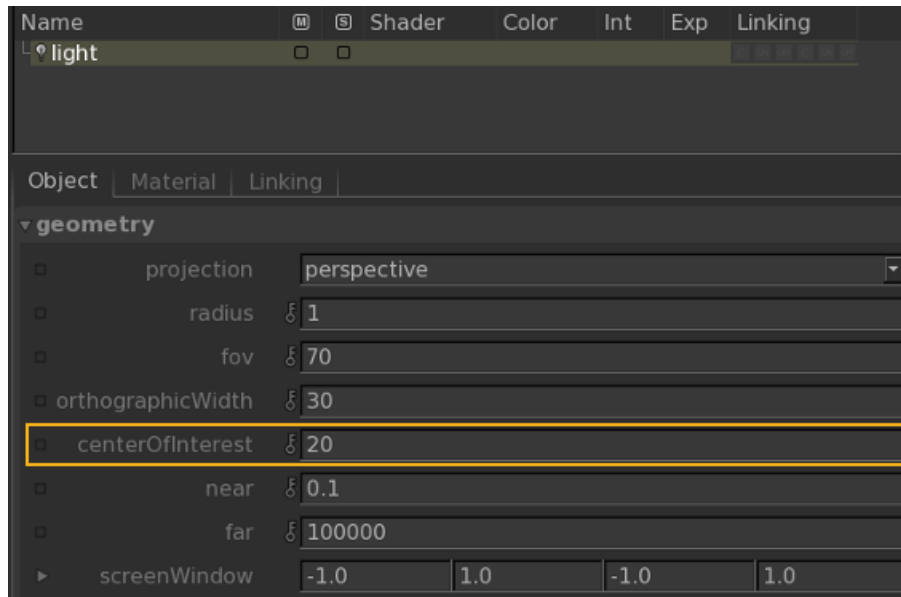 Name M S Shader Color Int Exp Linking
light
Object Material Linking
geometry
projection perspective
radius 1
fov 70
orthographicWidth 30
centerOfInterest 20
near 0.1
far 100000
screenWindow -1.0 1.0 -1.0 1.0